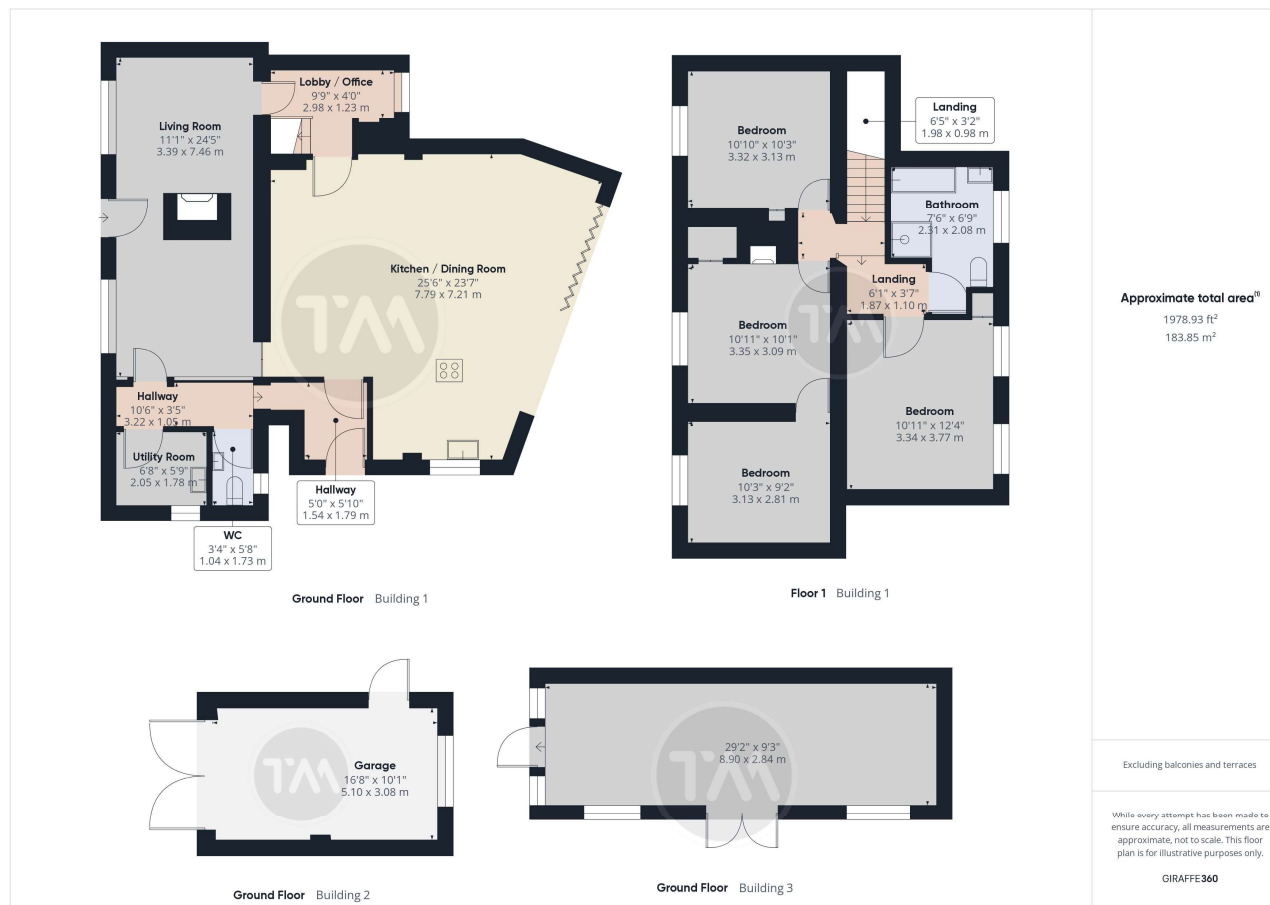 Living Room
11'1" x 24'5"
3.39 x 7.46 m
Lobby / Office
9'9" x 4'0"
2.98 x 1.23 m
Kitchen / Dining Room
25'6" x 23'7"
7.79 x 7.21 m
TM
Hallway
10'6" x 3'5"
3.22 x 1.05 m
Utility Room
6'8" x 5'9"
2.05 x 1.78 m
WC
3'4" x 5'8"
1.04 x 1.73 m
Hallway
5'0" x 5'10"
1.54 x 1.79 m
Ground Floor Building 1
Bedroom
10'10" x 10'3"
3.32 x 3.13 m
Landing
6'5" x 3'2"
1.98 x 0.98 m
Bathroom
7'6" x 6'9"
2.31 x 2.08 m
Landing
6'1" x 3'7"
1.87 x 1.10 m
Bedroom
10'11" x 10'1"
3.35 x 3.09 m
Bedroom
10'11" x 12'4"
3.34 x 3.77 m
Bedroom
10'3" x 9'2"
3.13 x 2.81 m
Floor 1 Building 1
TM
Garage
16'8" x 10'1"
5.10 x 3.08 m
Ground Floor Building 2
29'2" x 9'3"
8.90 x 2.84 m
TM
Ground Floor Building 3
Approximate total area(1)
1978.93 ft²
183.85 m²
Excluding balconies and terraces
While every attempt has been made to
ensure accuracy, all measurements are
approximate, not to scale. This floor
plan is for illustrative purposes only.
GIRAFFE360